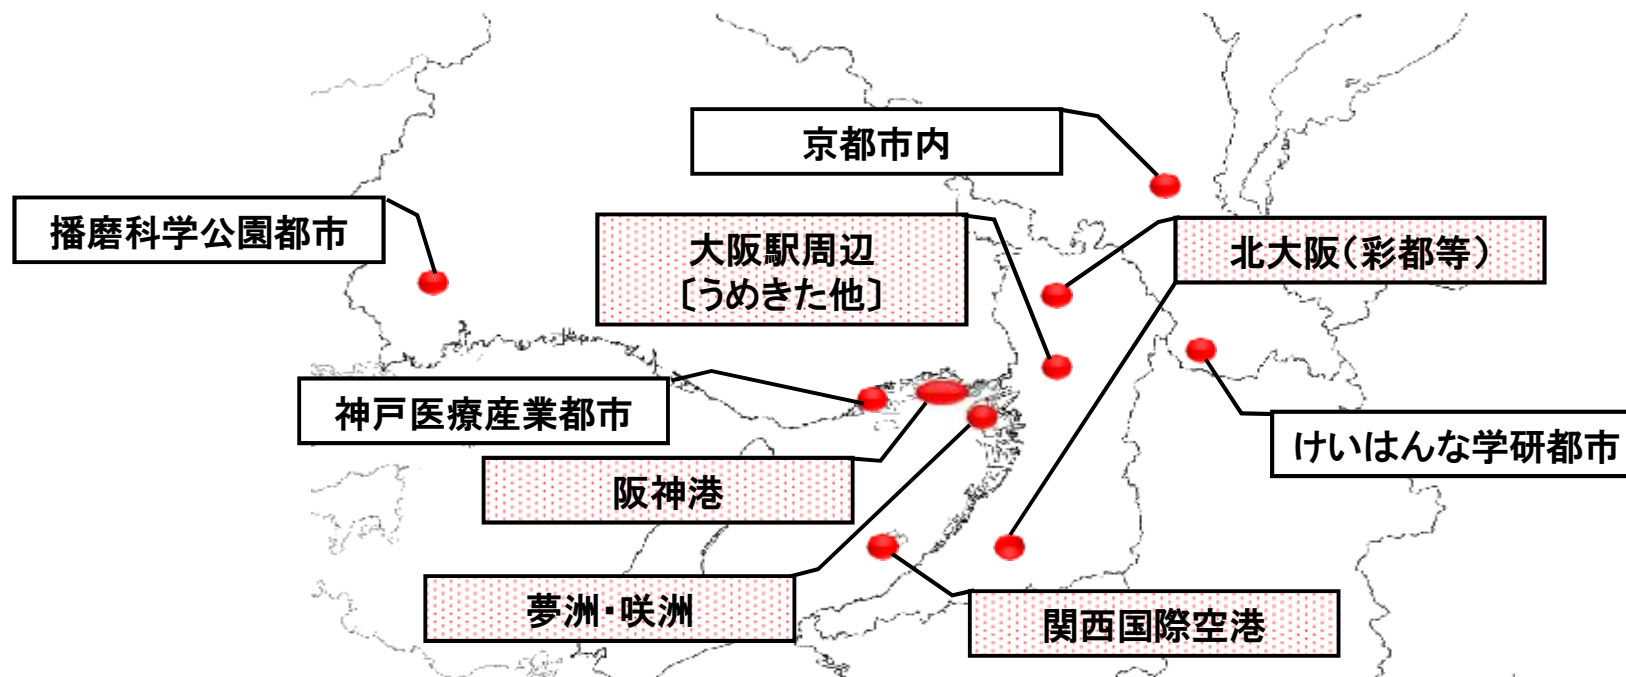 京都市内
播磨科学公園都市
大阪駅周辺
〔うめきた他〕
北大阪（彩都等）
神戸医療産業都市
けいはんな学研都市
阪神港
夢洲・咲洲
関西国際空港